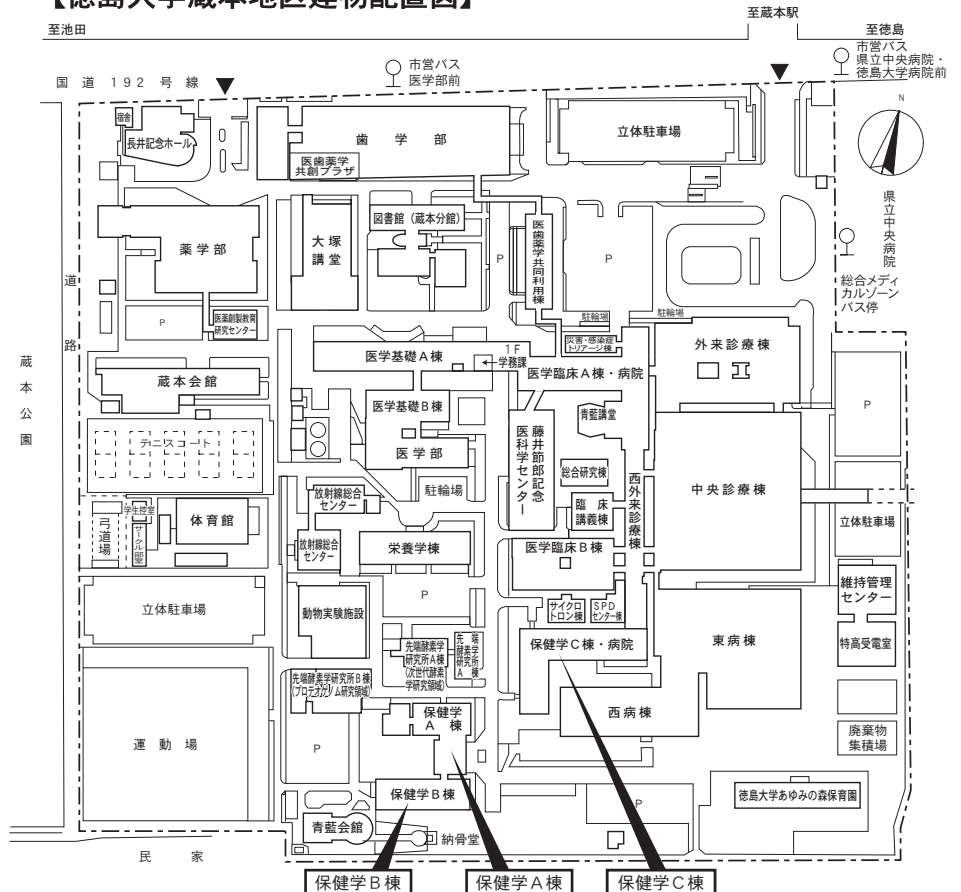 【徳島大学蔵本地区建物配置図】
至蔵本駅
至池田
至徳島
市営バス
医学部前
市営バス
県立中央病院・
徳島大学病院前
国道192号線
N
宿舎
長井記念ホール
歯学部
医歯薬学
共創プラザ
立体駐車場
県立中央病院
総合メディ
カルゾーン
バス停
薬学部
大塚
講堂
図書館（蔵本分館）
P
医歯薬学共同利用棟
P
道路
P
医薬創製教育
研究センター
駐輪場
駐輪場
災害・感染症
トリアージ棟
外来診療棟
医学基礎A棟
1F
←学務課
医学臨床A棟・病院
蔵本公園
蔵本会館
医学基礎B棟
青藍講堂
P
テニスコート
医学部
藤井節郎記念
医科学センター
総合研究棟
西外来診療棟
中央診療棟
放射線総合
センター
駐輪場
臨床
講義棟
学生控室
弓道場
サークル部室
体育館
放射線総合
センター
栄養学棟
医学臨床B棟
立体駐車場
維持管理
センター
立体駐車場
動物実験施設
P
サイクロ
トロン棟
SPD
センター棟
東病棟
特高受電室
先端酵素学
研究所A棟
(次世代酵素
学研究領域)
先端
酵素学
研究所
A棟
保健学C棟・病院
先端酵素学研究所B棟
(プロテオゲノム研究領域)
西病棟
保健学
A棟
運動場
P
廃棄物
集積場
保健学B棟
P
徳島大学あゆみの森保育園
青藍会館
納骨堂
民家
保健学B棟
保健学A棟
保健学C棟